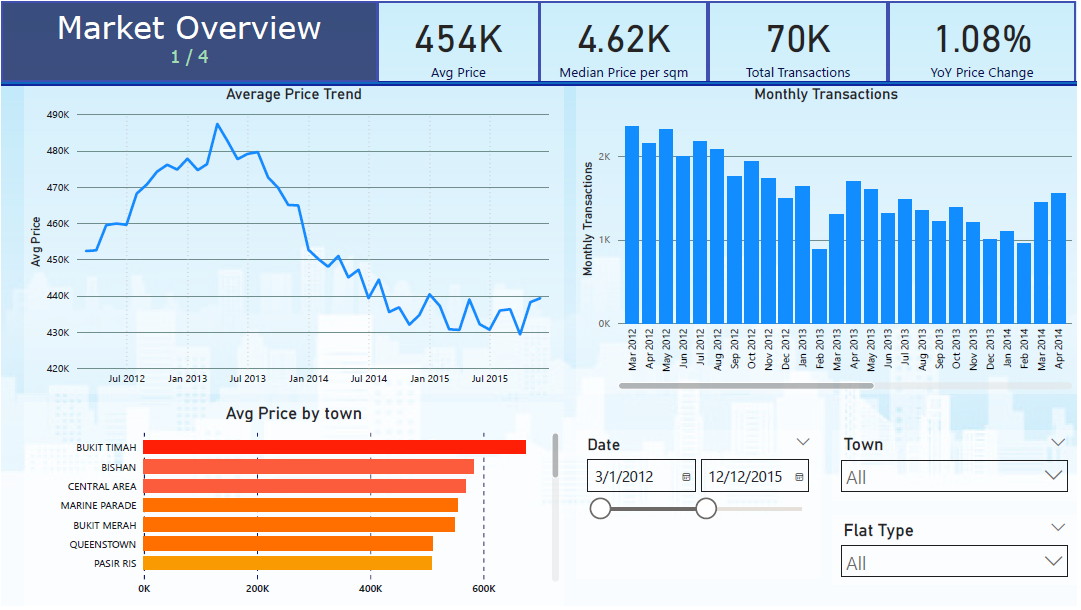 Market Overview
1 / 4
454K
Avg Price
4.62K
Median Price per sqm
70K
Total Transactions
1.08%
YoY Price Change
Average Price Trend
Avg Price
490K
480K
470K
460K
450K
440K
430K
420K
Jul 2012 Jan 2013 Jul 2013 Jan 2014 Jul 2014 Jan 2015 Jul 2015
Monthly Transactions
Monthly Transactions
2K
1K
0K
Mar 2012
Apr 2012
May 2012
Jun 2012
Jul 2012
Aug 2012
Sep 2012
Oct 2012
Nov 2012
Dec 2012
Jan 2013
Feb 2013
Mar 2013
Apr 2013
May 2013
Jun 2013
Jul 2013
Aug 2013
Sep 2013
Oct 2013
Nov 2013
Dec 2013
Jan 2014
Feb 2014
Mar 2014
Apr 2014
Avg Price by town
BUKIT TIMAH
BISHAN
CENTRAL AREA
MARINE PARADE
BUKIT MERAH
QUEENSTOWN
PASIR RIS
0K 200K 400K 600K
Date
3/1/2012 12/12/2015
Town
All
Flat Type
All